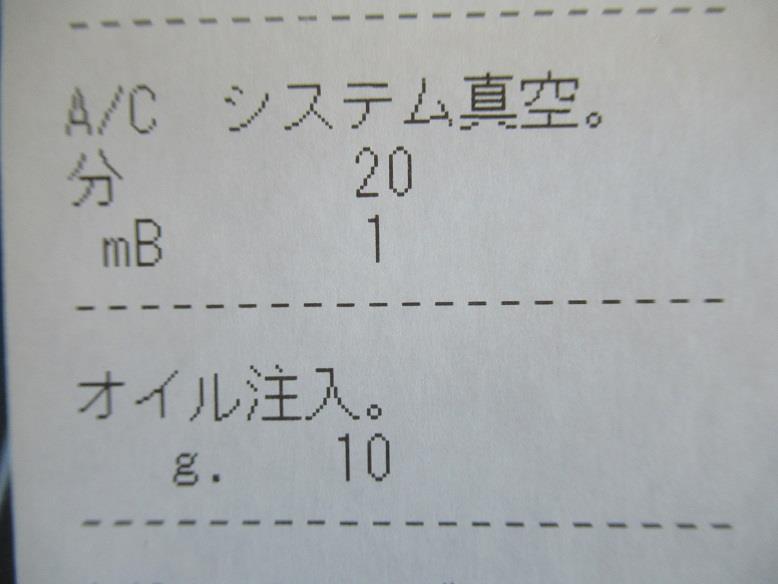 A/C システム真空。
分 20
mB 1
オイル注入。
g. 10